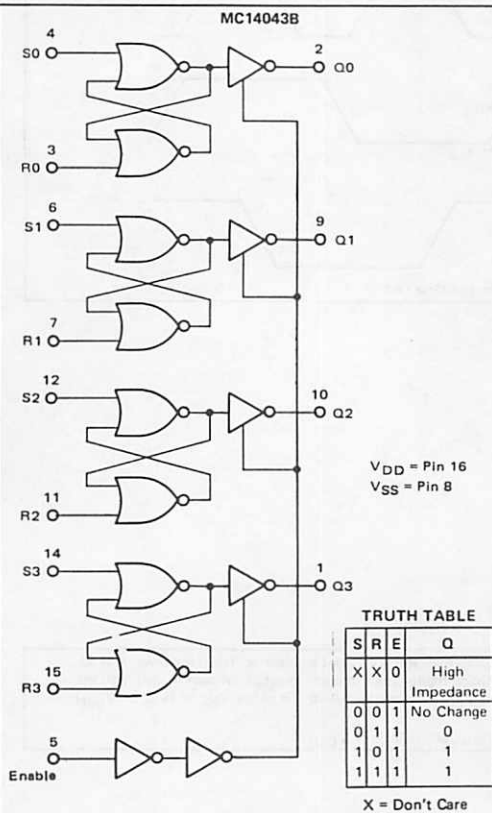 MC14043B
4
S0
2
Q0
3
R0
6
S1
9
Q1
7
R1
12
S2
10
Q2
11
R2
VDD = Pin 16
VSS = Pin 8
14
S3
1
Q3
15
R3
5
Enable
TRUTH TABLE
S R E Q
X X 0 High Impedance
0 0 1 No Change
0 1 1 0
1 0 1 1
1 1 1 1
X = Don't Care